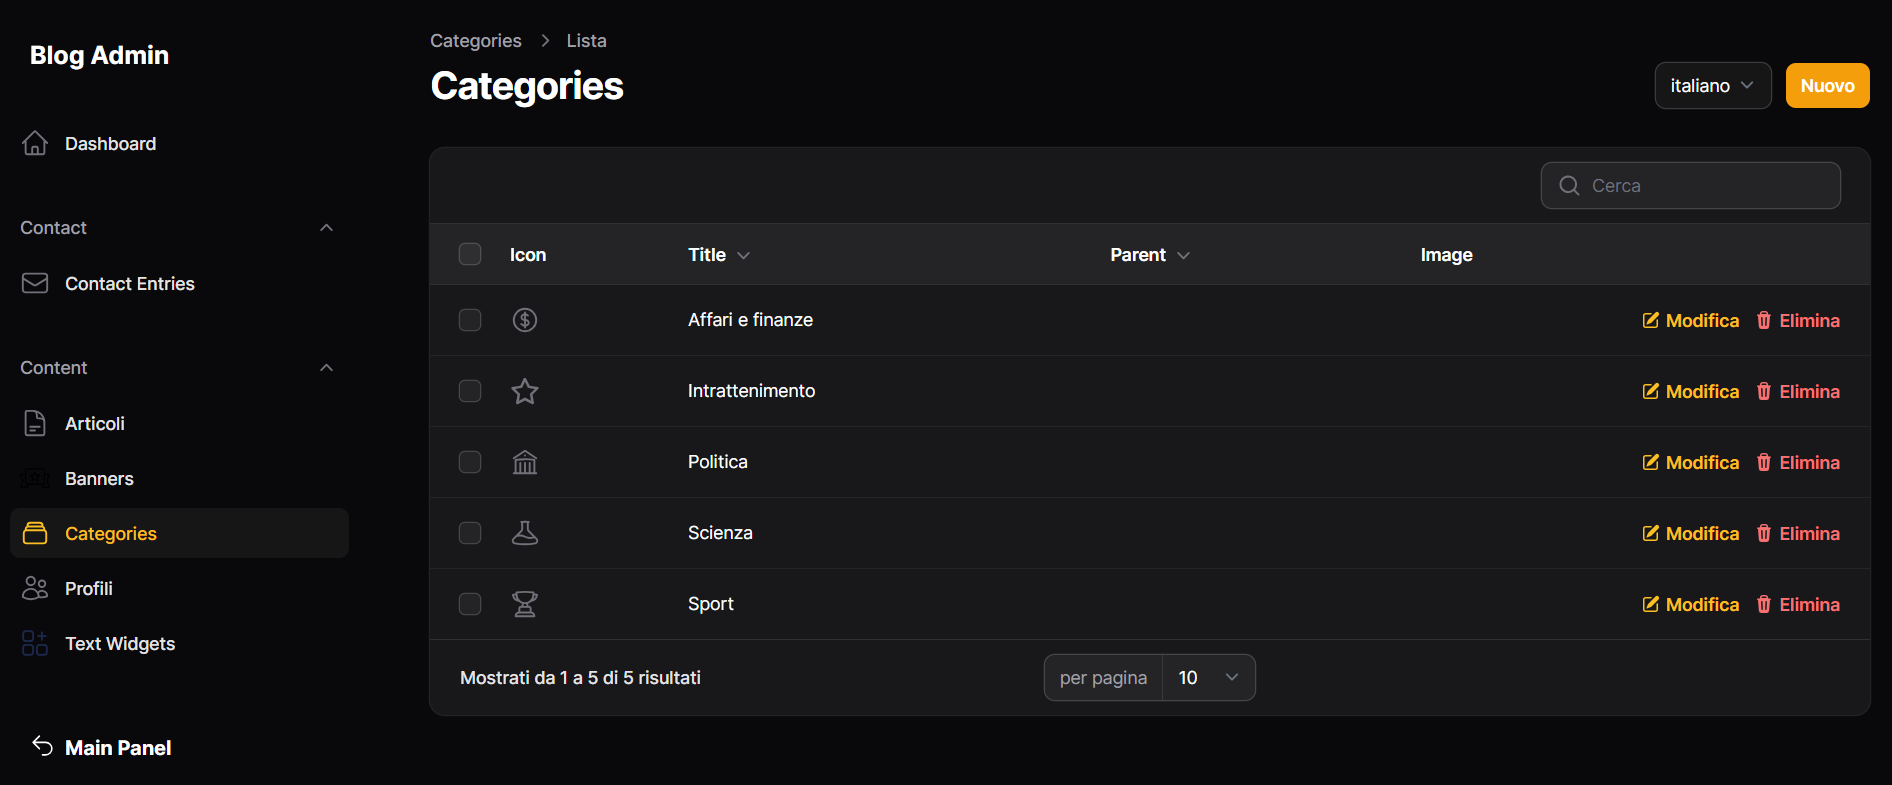 Blog Admin
Dashboard
Contact
Contact Entries
Content
Articoli
Banners
Categories
Profili
Text Widgets
Main Panel
Categories > Lista
Categories
italiano
Nuovo
Cerca
Icon Title Parent Image
Affari e finanze Modifica Elimina
Intrattenimento Modifica Elimina
Politica Modifica Elimina
Scienza Modifica Elimina
Sport Modifica Elimina
Mostrati da 1 a 5 di 5 risultati per pagina 10